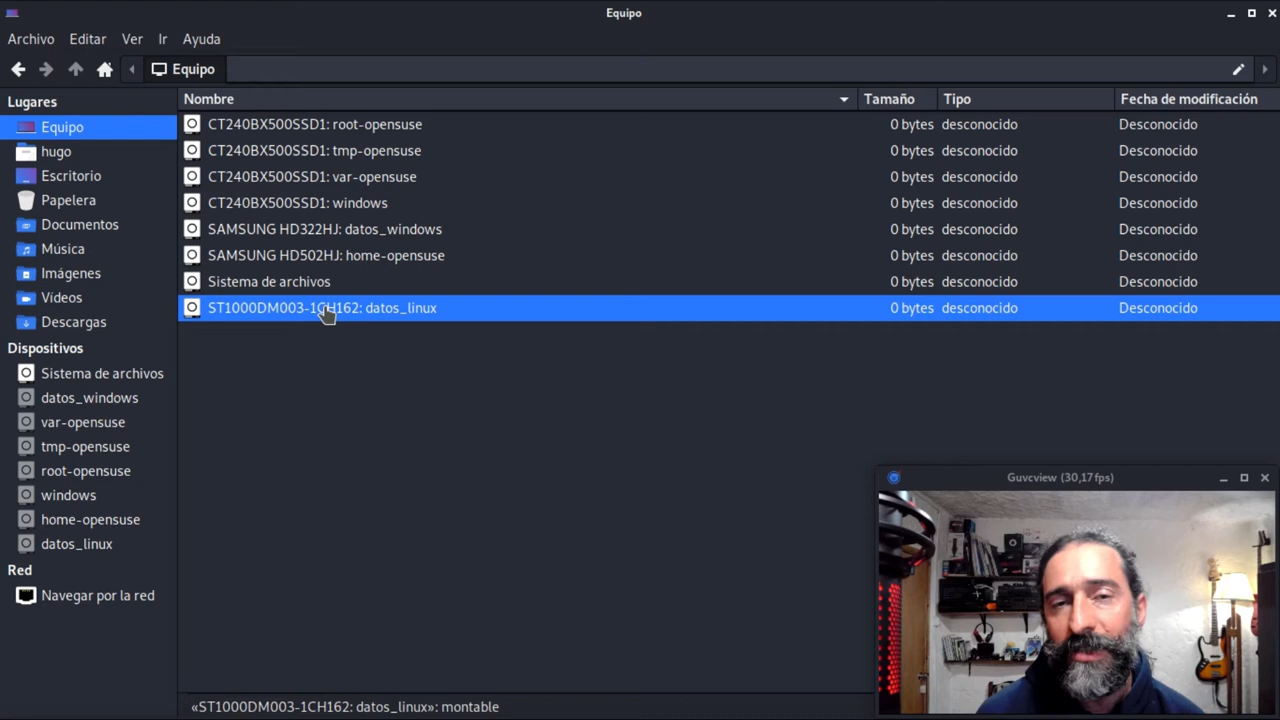 Equipo
Archivo Editar Ver Ir Ayuda
Equipo
Lugares
Equipo
hugo
Escritorio
Papelera
Documentos
Música
Imágenes
Vídeos
Descargas
Dispositivos
Sistema de archivos
datos_windows
var-opensuse
tmp-opensuse
root-opensuse
windows
home-opensuse
datos_linux
Red
Navegar por la red
Nombre Tamaño Tipo Fecha de modificación
CT240BX500SSD1: root-opensuse 0 bytes desconocido Desconocido
CT240BX500SSD1: tmp-opensuse 0 bytes desconocido Desconocido
CT240BX500SSD1: var-opensuse 0 bytes desconocido Desconocido
CT240BX500SSD1: windows 0 bytes desconocido Desconocido
SAMSUNG HD322HJ: datos_windows 0 bytes desconocido Desconocido
SAMSUNG HD502HJ: home-opensuse 0 bytes desconocido Desconocido
Sistema de archivos 0 bytes desconocido Desconocido
ST1000DM003-1CH162: datos_linux 0 bytes desconocido Desconocido
Guvcview (30,17 fps)
«ST1000DM003-1CH162: datos_linux»: montable